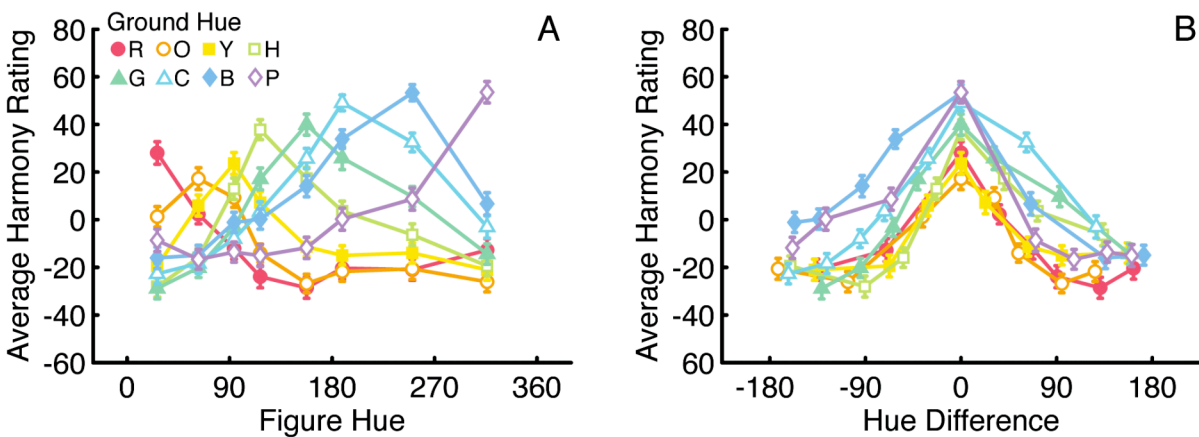 A
Ground Hue
R O Y H
G C B P
Average Harmony Rating
80
60
40
20
0
-20
-40
-60
0 90 180 270 360
Figure Hue
B
Average Harmony Rating
80
60
40
20
0
-20
-40
-60
-180 -90 0 90 180
Hue Difference